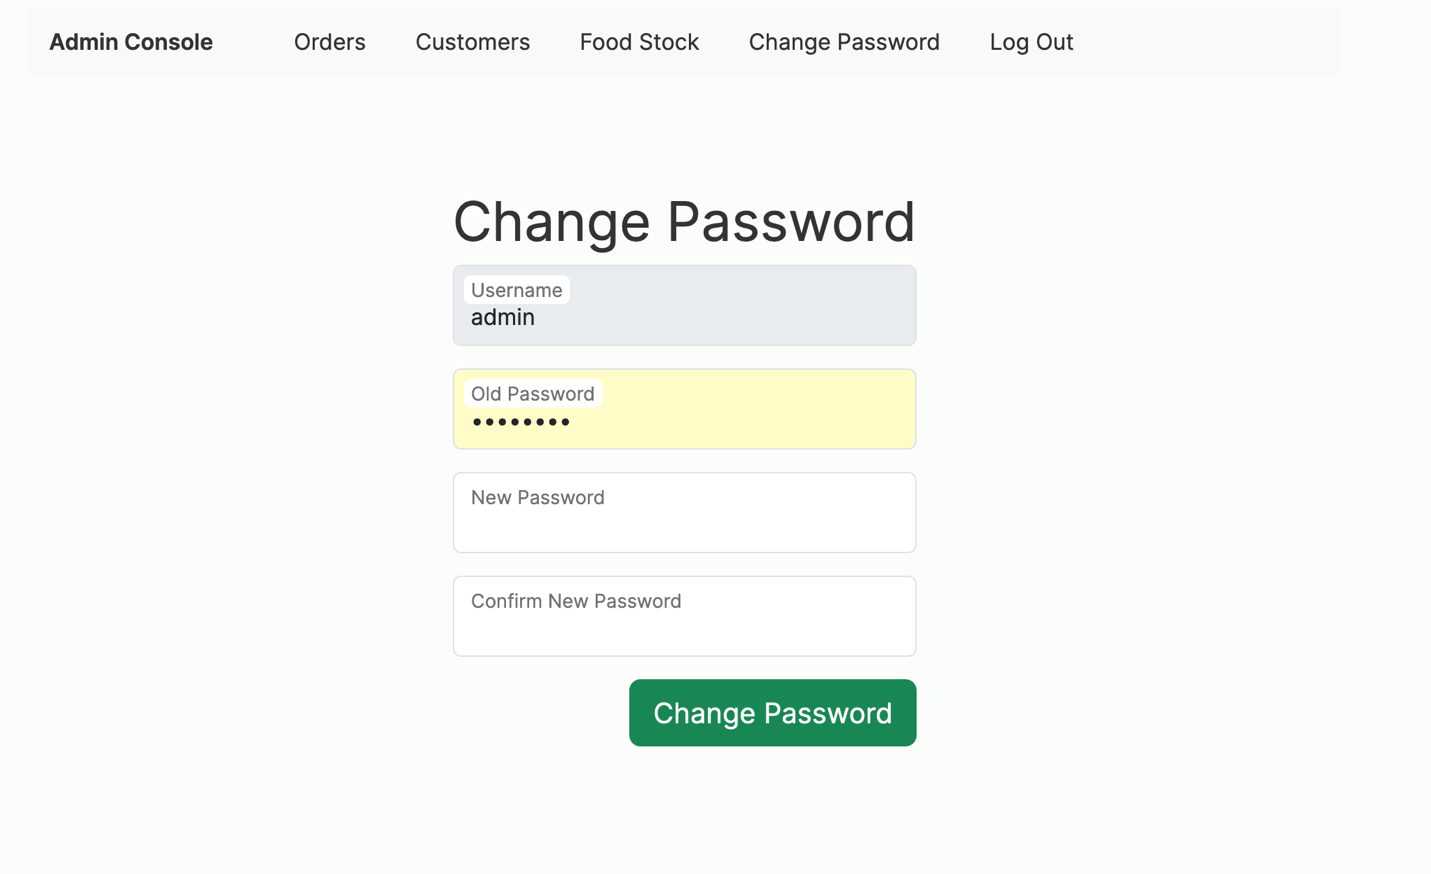 Admin Console Orders Customers Food Stock Change Password Log Out
Change Password
Username
admin
Old Password
••••••••
New Password
Confirm New Password
Change Password